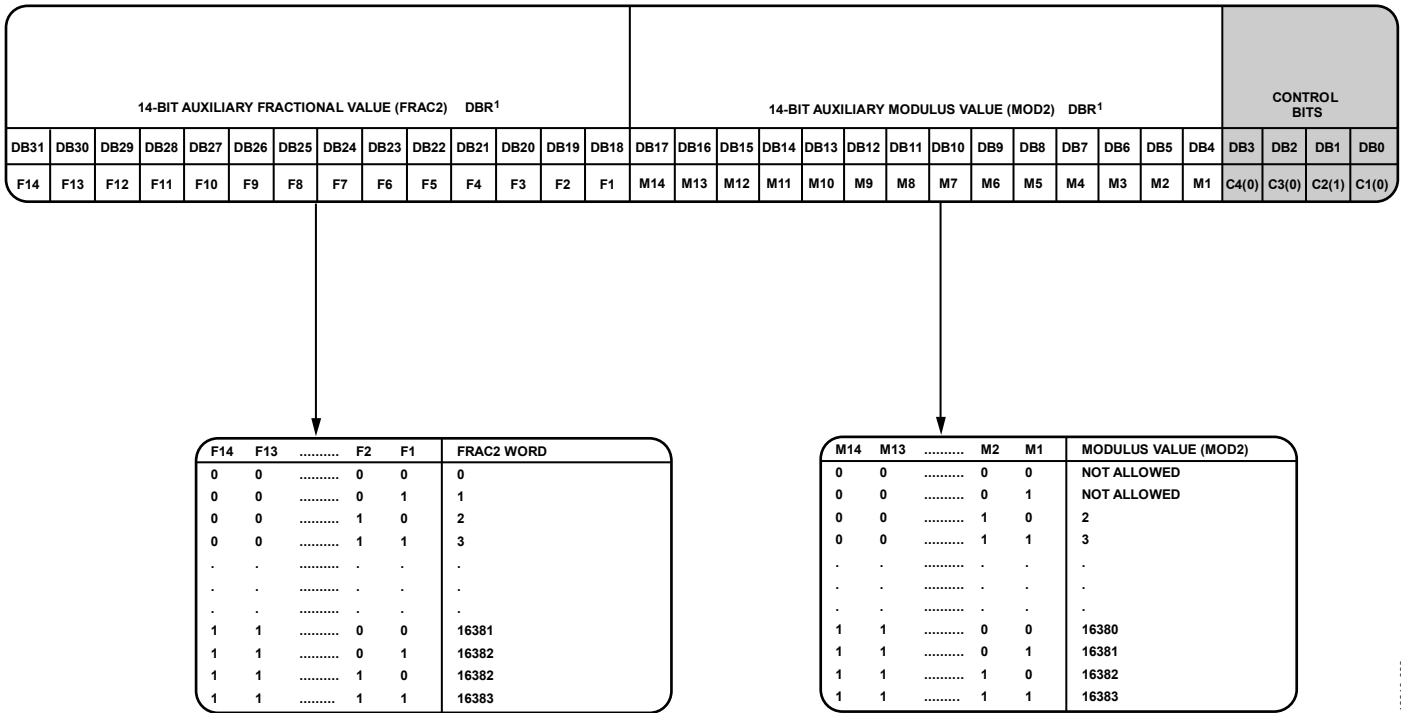 14-BIT AUXILIARY FRACTIONAL VALUE (FRAC2) DBR1 14-BIT AUXILIARY MODULUS VALUE (MOD2) DBR1 CONTROL BITS
DB31 DB30 DB29 DB28 DB27 DB26 DB25 DB24 DB23 DB22 DB21 DB20 DB19 DB18 DB17 DB16 DB15 DB14 DB13 DB12 DB11 DB10 DB9 DB8 DB7 DB6 DB5 DB4 DB3 DB2 DB1 DB0
F14 F13 F12 F11 F10 F9 F8 F7 F6 F5 F4 F3 F2 F1 M14 M13 M12 M11 M10 M9 M8 M7 M6 M5 M4 M3 M2 M1 C4(0) C3(0) C2(1) C1(0)
F14 F13 .......... F2 F1 FRAC2 WORD
0 0 .......... 0 0 0
0 0 .......... 0 1 1
0 0 .......... 1 0 2
0 0 .......... 1 1 3
. . .......... . . .
. . .......... . . .
. . .......... . . .
1 1 .......... 0 0 16381
1 1 .......... 0 1 16382
1 1 .......... 1 0 16382
1 1 ......... 1 1 16383
M14 M13 .......... M2 M1 MODULUS VALUE (MOD2)
0 0 .......... 0 0 NOT ALLOWED
0 0 .......... 0 1 NOT ALLOWED
0 0 .......... 1 0 2
0 0 .......... 1 1 3
. . .......... . . .
. . .......... . . .
. . .......... . . .
1 1 .......... 0 0 16380
1 1 .......... 0 1 16381
1 1 .......... 1 0 16382
1 1 ......... 1 1 16383